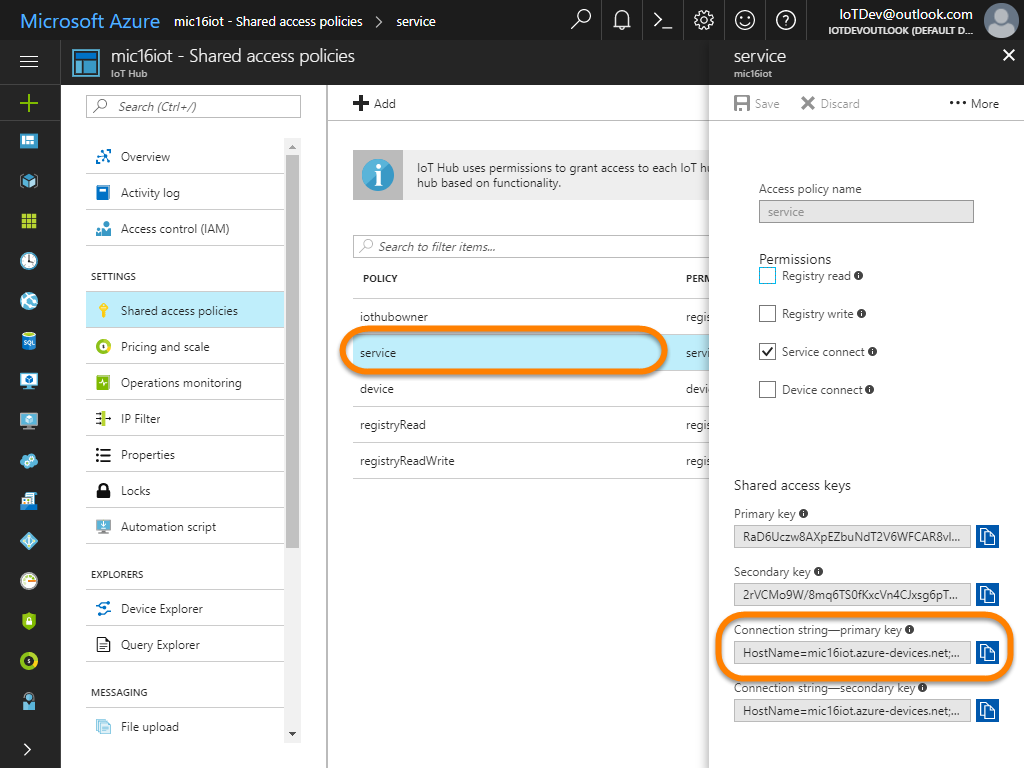 Microsoft Azure mic16iot - Shared access policies > service
IoTDev@outlook.com
IOTDEVOUTLOOK (DEFAULT D...
mic16iot - Shared access policies
IoT Hub
service
mic16iot
Search (Ctrl+/)
Overview
Activity log
Access control (IAM)
SETTINGS
Shared access policies
Pricing and scale
Operations monitoring
IP Filter
Properties
Locks
Automation script
EXPLORERS
Device Explorer
Query Explorer
MESSAGING
File upload
Add
IoT Hub uses permissions to grant access to each IoT hu
hub based on functionality.
Search to filter items...
POLICY PERM
iothubowner regis
service servi
device devic
registryRead regis
registryReadWrite regis
Save Discard ... More
Access policy name
service
Permissions
Registry read
Registry write
Service connect
Device connect
Shared access keys
Primary key
RaD6Uczw8AXpEZbuNdT2V6WFCAR8vl...
Secondary key
2rVCMo9W/8mq6TS0fKxcVn4CJxsg6pT...
Connection string—primary key
HostName=mic16iot.azure-devices.net;...
Connection string—secondary key
HostName=mic16iot.azure-devices.net;...